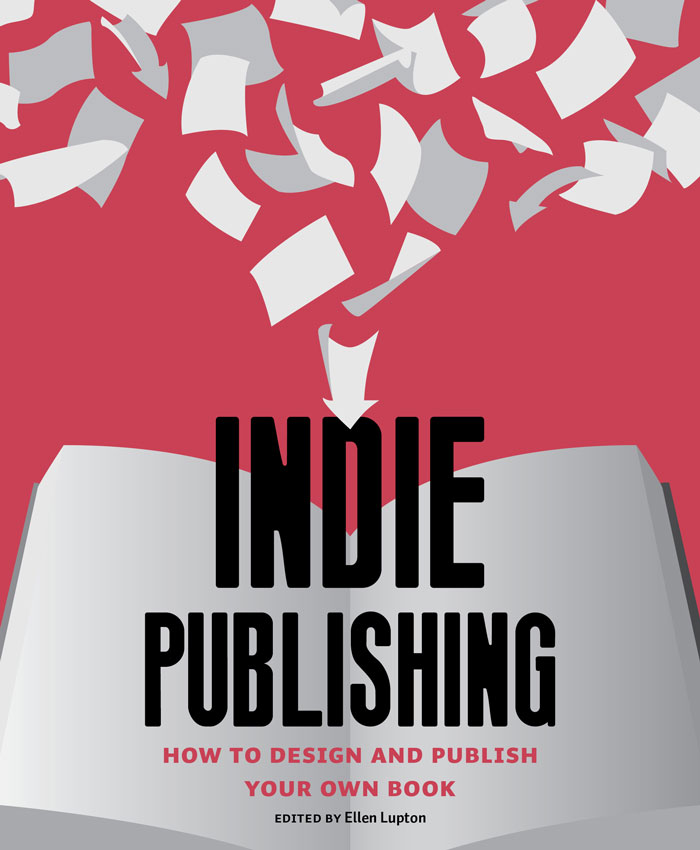 INDIE
PUBLISHING
HOW TO DESIGN AND PUBLISH
YOUR OWN BOOK
EDITED BY Ellen Lupton